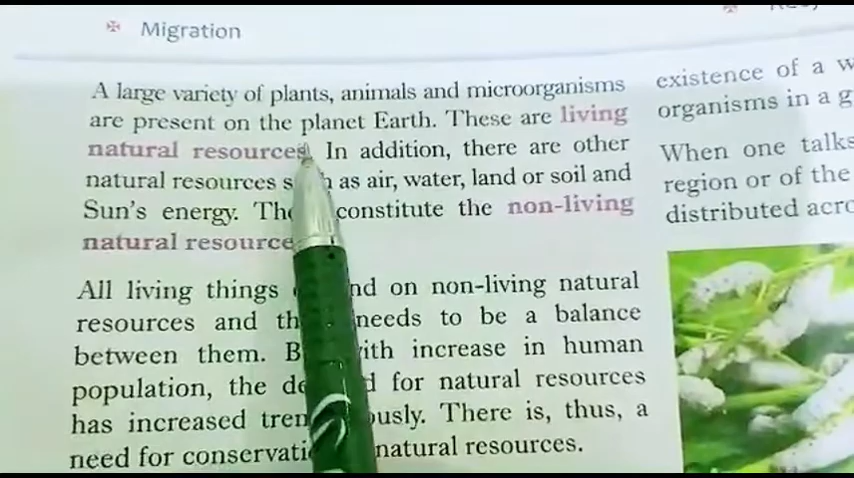 Migration
A large variety of plants, animals and microorganisms
are present on the planet Earth. These are living
natural resources In addition, there are other
natural resources as air, water, land or soil and
Sun's energy. constitute the non-living
natural
All living things on non-living natural
resources and needs to be a balance
between them. increase in human
population, the for natural resources
has increased There is, thus, a
need for natural resources.
existence of a
organisms in a
When one talks
region or of the
distributed